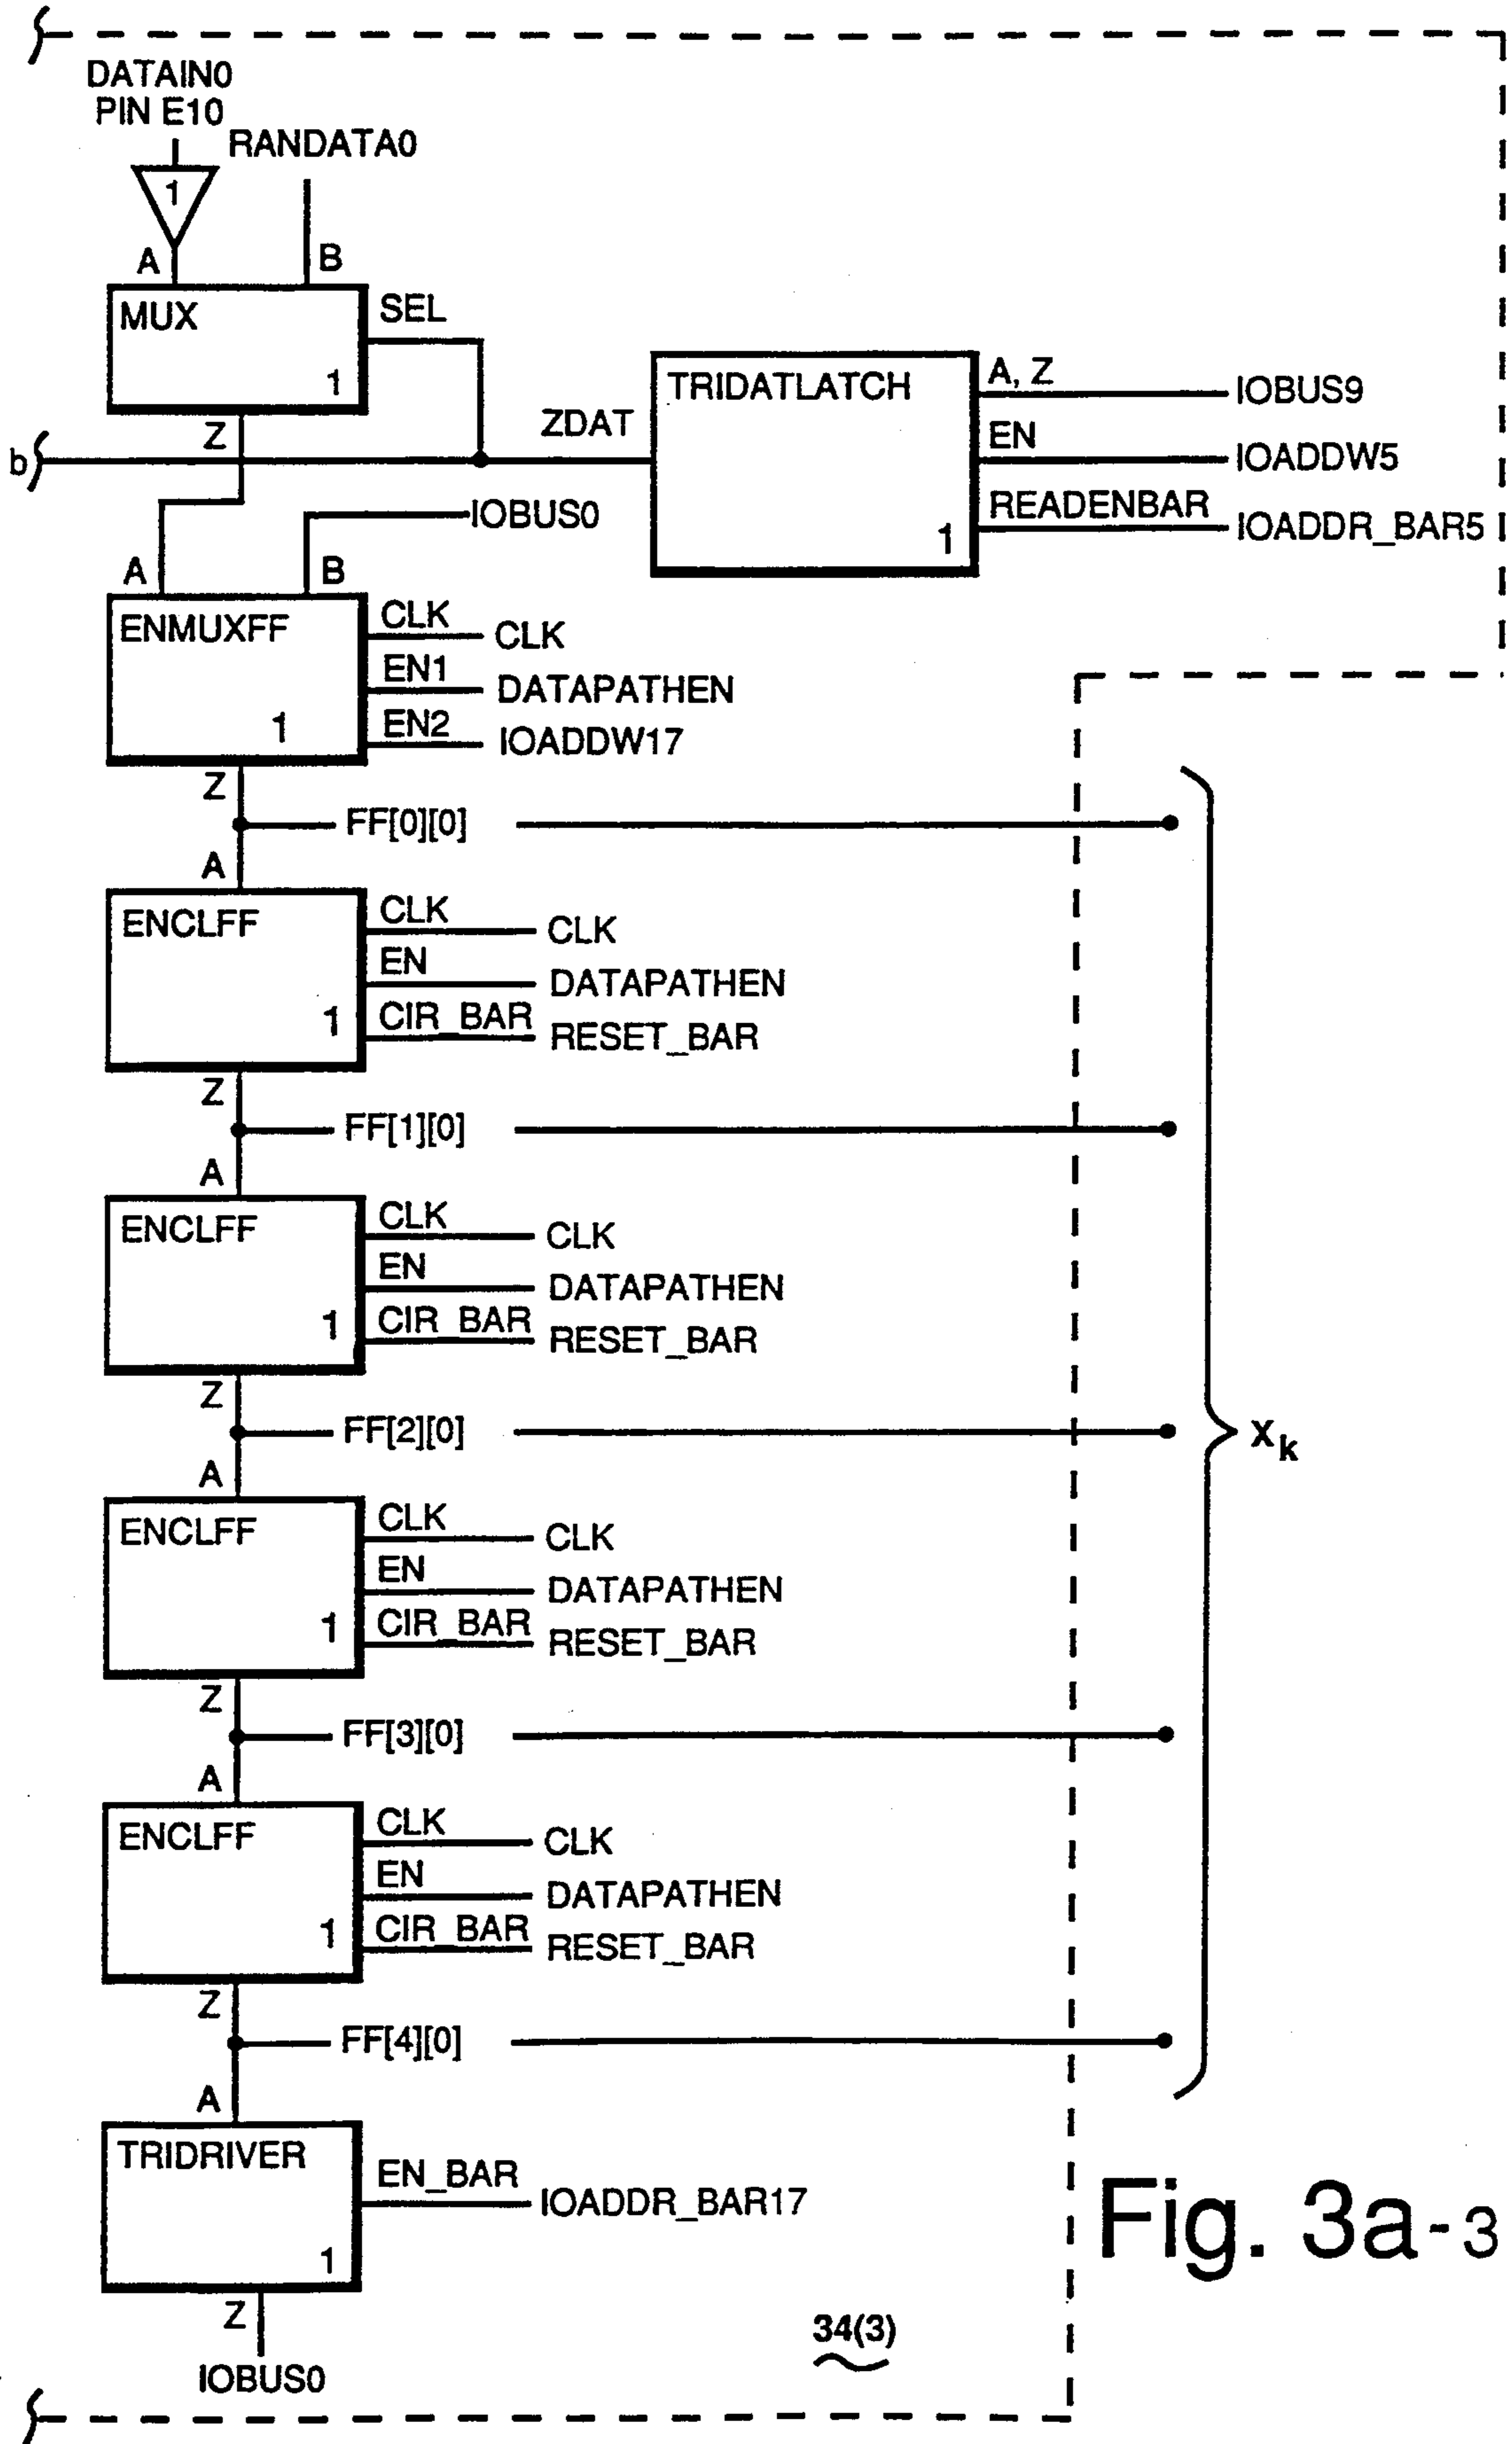 DATAIN0
PIN E10
RANDATA0
1
A
B
MUX
SEL
1
Z
b
ZDAT
TRIDATLATCH
A, Z
IOBUS9
EN
IOADDW5
READENBAR
IOADDR_BAR5
1
IOBUS0
A
B
ENMUXFF
CLK
CLK
EN1
DATAPATHEN
EN2
IOADDW17
1
Z
FF[0][0]
A
ENCLFF
CLK
CLK
EN
DATAPATHEN
CIR_BAR
RESET_BAR
1
Z
FF[1][0]
A
ENCLFF
CLK
CLK
EN
DATAPATHEN
CIR_BAR
RESET_BAR
1
Z
FF[2][0]
xk
A
ENCLFF
CLK
CLK
EN
DATAPATHEN
CIR_BAR
RESET_BAR
1
Z
FF[3][0]
A
ENCLFF
CLK
CLK
EN
DATAPATHEN
CIR_BAR
RESET_BAR
1
Z
FF[4][0]
A
TRIDRIVER
EN_BAR
IOADDR_BAR17
1
Z
IOBUS0
34(3)
Fig. 3a-3